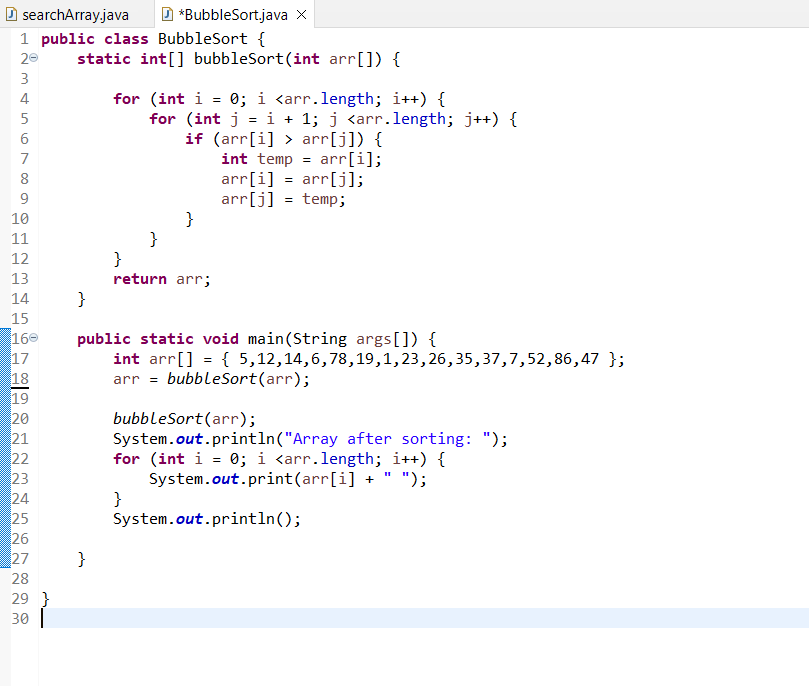 searchArray.java *BubbleSort.java
1 public class BubbleSort {
2 static int[] bubbleSort(int arr[]) {
3
4 for (int i = 0; i <arr.length; i++) {
5 for (int j = i + 1; j <arr.length; j++) {
6 if (arr[i] > arr[j]) {
7 int temp = arr[i];
8 arr[i] = arr[j];
9 arr[j] = temp;
10 }
11 }
12 }
13 return arr;
14 }
15
16 public static void main(String args[]) {
17 int arr[] = { 5,12,14,6,78,19,1,23,26,35,37,7,52,86,47 };
18 arr = bubbleSort(arr);
19
20 bubbleSort(arr);
21 System.out.println("Array after sorting: ");
22 for (int i = 0; i <arr.length; i++) {
23 System.out.print(arr[i] + " ");
24 }
25 System.out.println();
26
27 }
28
29 }
30